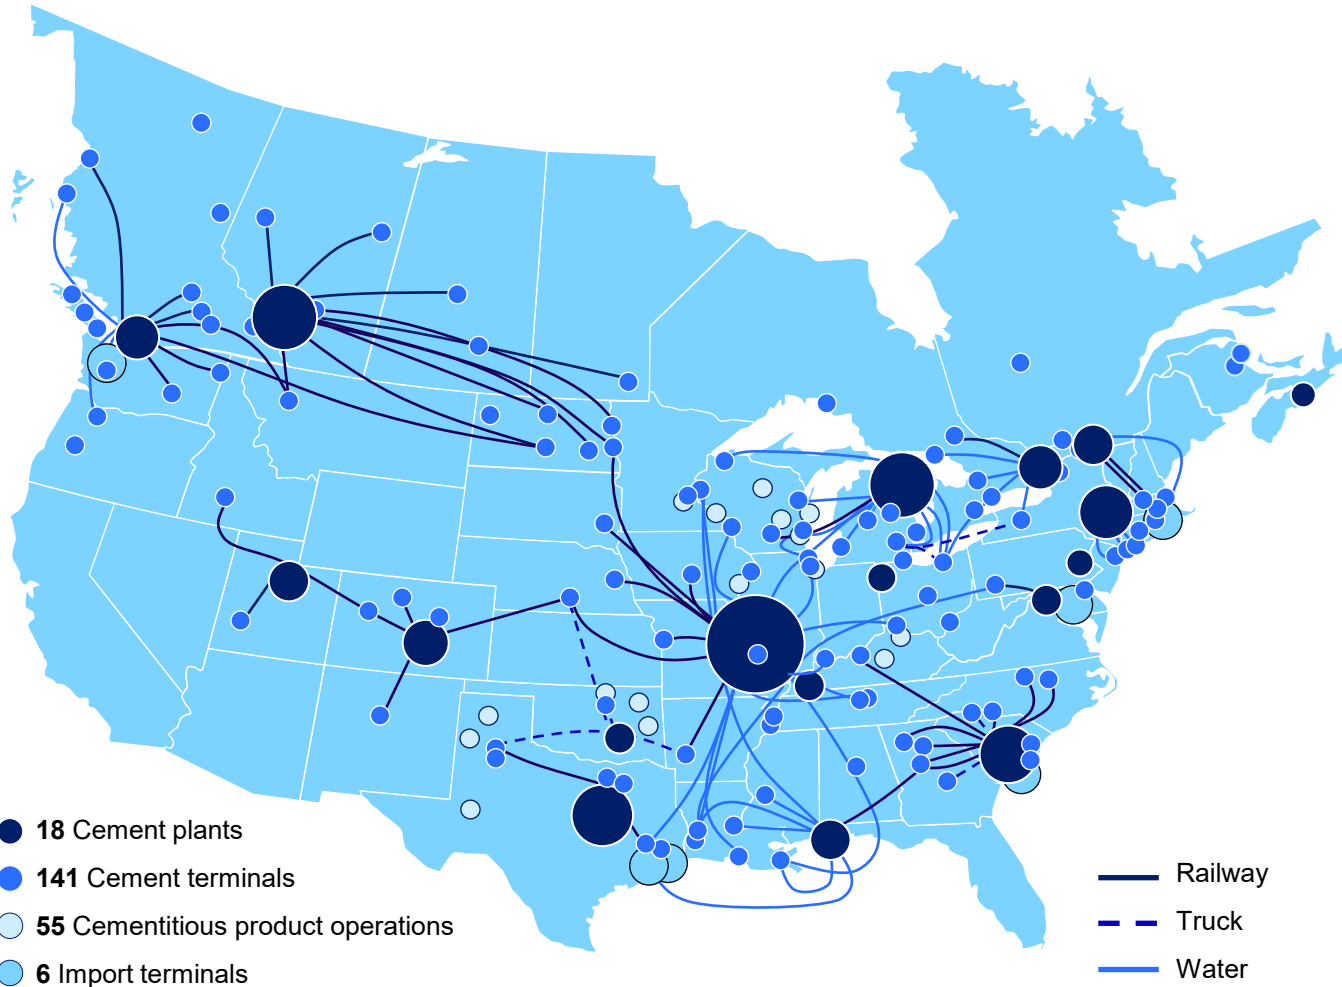 18 Cement plants
141 Cement terminals
55 Cementitious product operations
6 Import terminals
Railway
Truck
Water